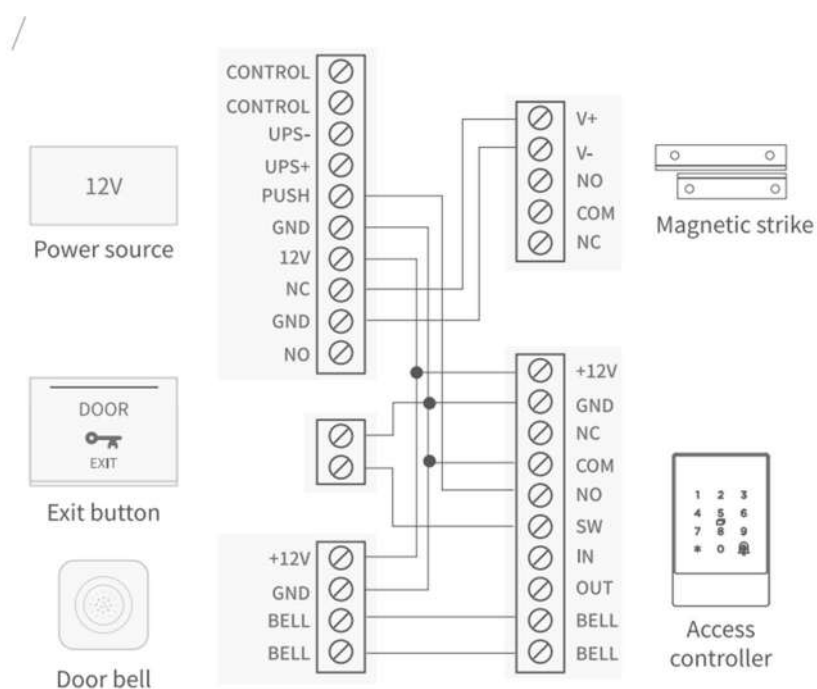 CONTROL
CONTROL
UPS-
UPS+
PUSH
GND
12V
NC
GND
NO
V+
V-
NO
COM
NC
Magnetic strike
12V
Power source
DOOR
EXIT
Exit button
+12V
GND
NC
COM
NO
SW
IN
OUT
BELL
BELL
+12V
GND
BELL
BELL
Door bell
1 2 3
4 5 6
7 8 9
* 0
Access
controller